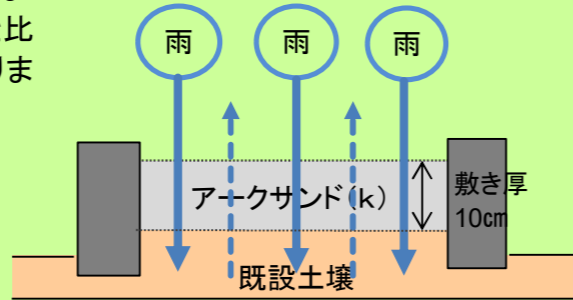 比
りま
雨 雨 雨
アークサンド(k)
敷き厚
10cm
既設土壌